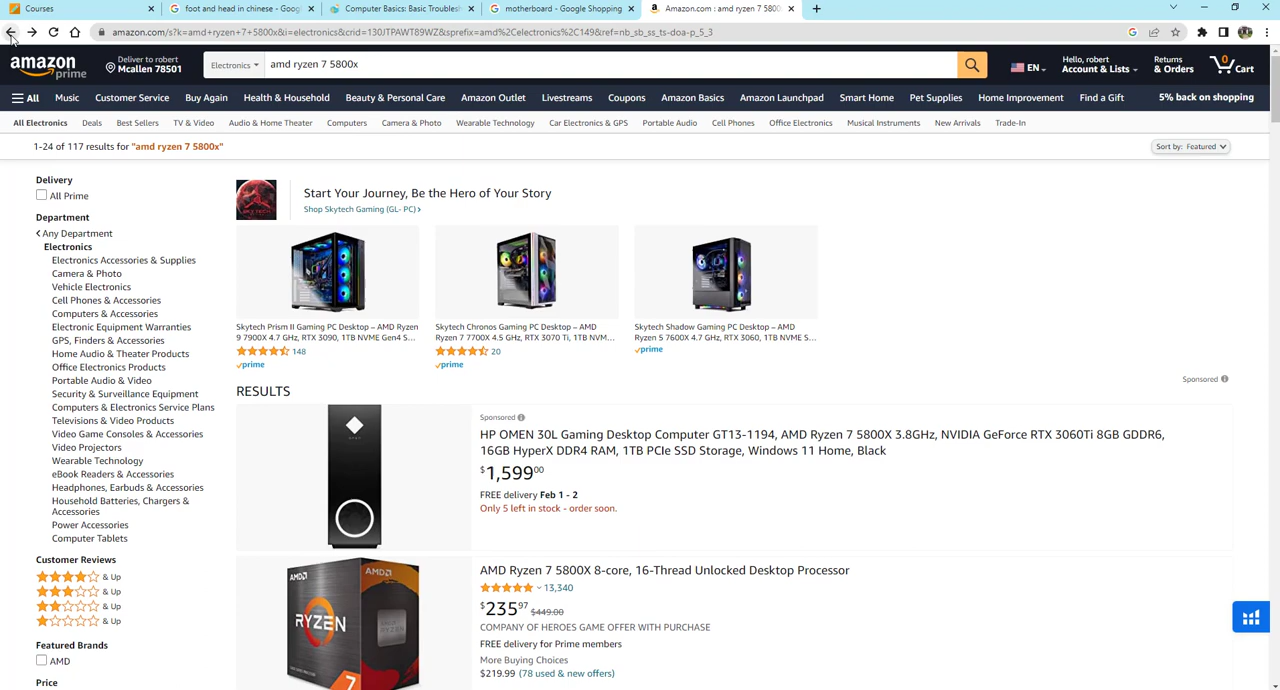 Courses
foot and head in chinese - Googl
Computer Basics: Basic Troublesh
motherboard - Google Shopping
Amazon.com : amd ryzen 7 5800
amazon.com/s?k=amd+ryzen+7+5800x&i=electronics&crid=130JTPAWT89WZ&sprefix=amd%2Celectronics%2C149&ref=nb_sb_ss_ts-doa-p_5_3
amazon prime
Deliver to robert
Mcallen 78501
Electronics
amd ryzen 7 5800x
EN
Hello, robert
Account & Lists
Returns
& Orders
0
Cart
All Music Customer Service Buy Again Health & Household Beauty & Personal Care Amazon Outlet Livestreams Coupons Amazon Basics Amazon Launchpad Smart Home Pet Supplies Home Improvement Find a Gift 5% back on shopping
All Electronics Deals Best Sellers TV & Video Audio & Home Theater Computers Camera & Photo Wearable Technology Car Electronics & GPS Portable Audio Cell Phones Office Electronics Musical Instruments New Arrivals Trade-In
1-24 of 117 results for "amd ryzen 7 5800x"
Sort by: Featured
Delivery
All Prime
Department
Any Department
Electronics
Electronics Accessories & Supplies
Camera & Photo
Vehicle Electronics
Cell Phones & Accessories
Computers & Accessories
Electronic Equipment Warranties
GPS, Finders & Accessories
Home Audio & Theater Products
Office Electronics Products
Portable Audio & Video
Security & Surveillance Equipment
Computers & Electronics Service Plans
Televisions & Video Products
Video Game Consoles & Accessories
Video Projectors
Wearable Technology
eBook Readers & Accessories
Headphones, Earbuds & Accessories
Household Batteries, Chargers &
Accessories
Power Accessories
Computer Tablets
Customer Reviews
& Up
& Up
& Up
& Up
Featured Brands
AMD
Price
Start Your Journey, Be the Hero of Your Story
Shop Skytech Gaming (GL- PC)
Skytech Prism II Gaming PC Desktop – AMD Ryzen
9 7900X 4.7 GHz, RTX 3090, 1TB NVME Gen4 S...
148
prime
Skytech Chronos Gaming PC Desktop – AMD
Ryzen 7 7700X 4.5 GHz, RTX 3070 Ti, 1TB NVM...
20
prime
Skytech Shadow Gaming PC Desktop – AMD
Ryzen 5 7600X 4.7 GHz, RTX 3060, 1TB NVME S...
prime
Sponsored
RESULTS
Sponsored
HP OMEN 30L Gaming Desktop Computer GT13-1194, AMD Ryzen 7 5800X 3.8GHz, NVIDIA GeForce RTX 3060Ti 8GB GDDR6,
16GB HyperX DDR4 RAM, 1TB PCIe SSD Storage, Windows 11 Home, Black
$1,599.00
FREE delivery Feb 1 - 2
Only 5 left in stock - order soon.
AMD
AMD
RYZEN
7
AMD Ryzen 7 5800X 8-core, 16-Thread Unlocked Desktop Processor
13,340
$235.97 $449.00
COMPANY OF HEROES GAME OFFER WITH PURCHASE
FREE delivery for Prime members
More Buying Choices
$219.99 (78 used & new offers)